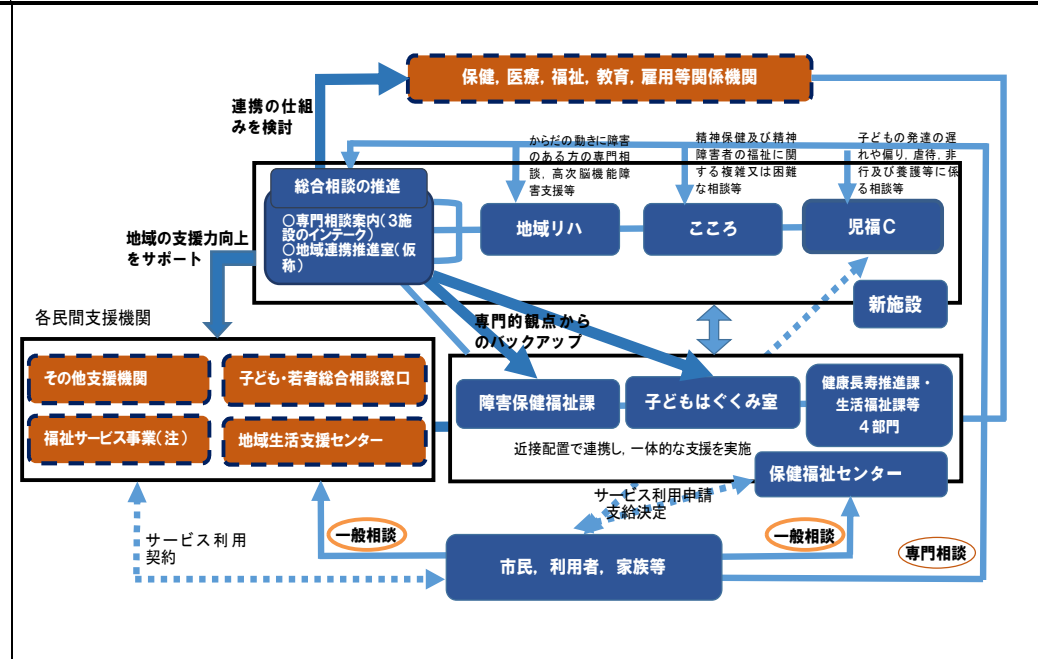 保健，医療，福祉，教育，雇用等関係機関
連携の仕組
みを検討
からだの動きに障害
のある方の専門相
談，高次脳機能障
害支援等
精神保健及び精神
障害者の福祉に関
する複雑又は困難
な相談等
子どもの発達の遅
れや偏り，虐待，非
行及び養護等に係
る相談等
総合相談の推進
○専門相談案内（３施
設のインテーク）
○地域連携推進室（仮
称）
地域リハ
こころ
児福Ｃ
新施設
地域の支援力向上
をサポート
専門的観点から
のバックアップ
各民間支援機関
その他支援機関
子ども・若者総合相談窓口
福祉サービス事業（注）
地域生活支援センター
障害保健福祉課
子どもはぐくみ室
健康長寿推進課・
生活福祉課等
４部門
近接配置で連携し，一体的な支援を実施
保健福祉センター
サービス利用申請
支給決定
サービス利用
契約
一般相談
一般相談
専門相談
市民，利用者，家族等